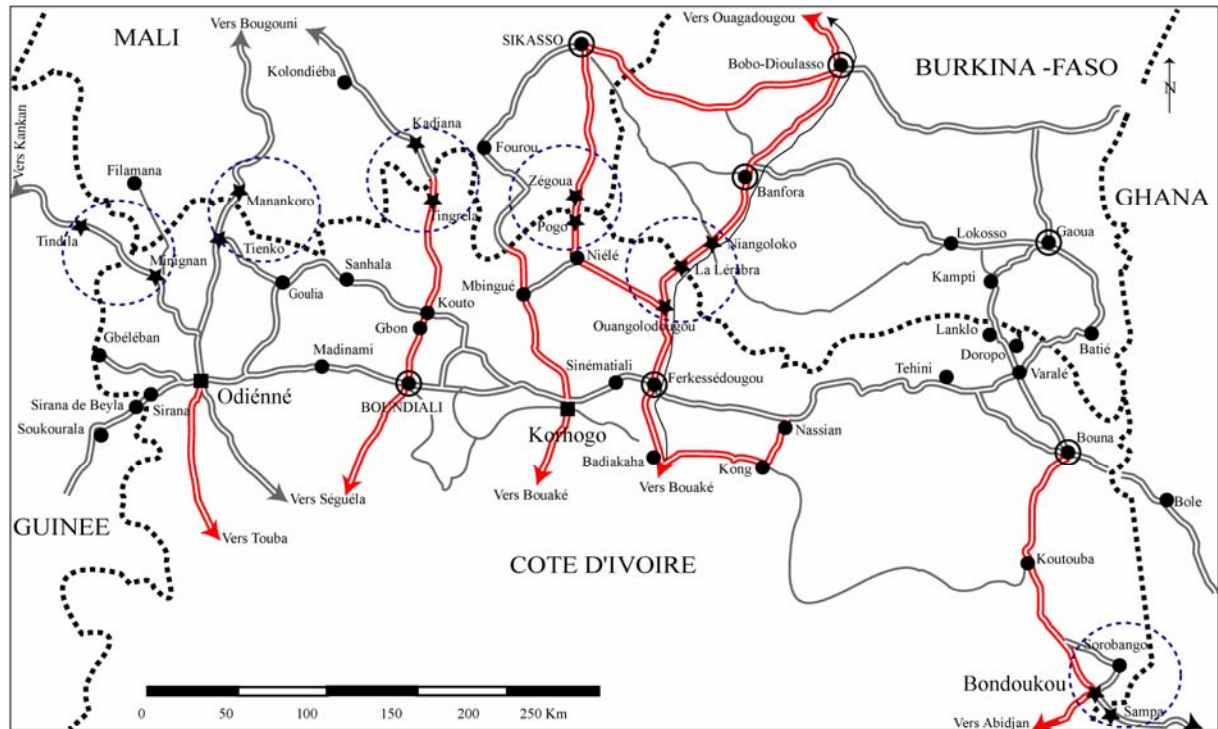 Vers Bougouni
MALI
Vers Ouagadougou
SIKASSO
Bobo-Dioulasso
BURKINA -FASO
N
Kolondiéba
Vers Kankan
Kadiana
Fourou
Filamana
Manankoro
Zégoua
Banfora
GHANA
Tingrela
Tindila
Tienko
Pogo
Niangoloko
Lokosso
Gaoua
Minignan
Niélé
La Lérabra
Sanhala
Goulia
Mbingué
Kampti
Kouto
Ouangolodougou
Gbon
Lanklo
Gbéléban
Madinami
Doropo
Batié
Sinématiali
Tehini
Varalé
Ferkessédougou
Odiénné
Sirana de Beyla
Sirana
BOUNDIALI
Soukourala
Korhogo
Nassian
Bouna
Badiakaha
Kong
Vers Séguéla
Vers Bouaké
Vers Bouaké
Bole
GUINEE
Vers Touba
COTE D'IVOIRE
Koutouba
Sorobango
Bondoukou
Sampa
Vers Abidjan
0 50 100 150 200 250 Km